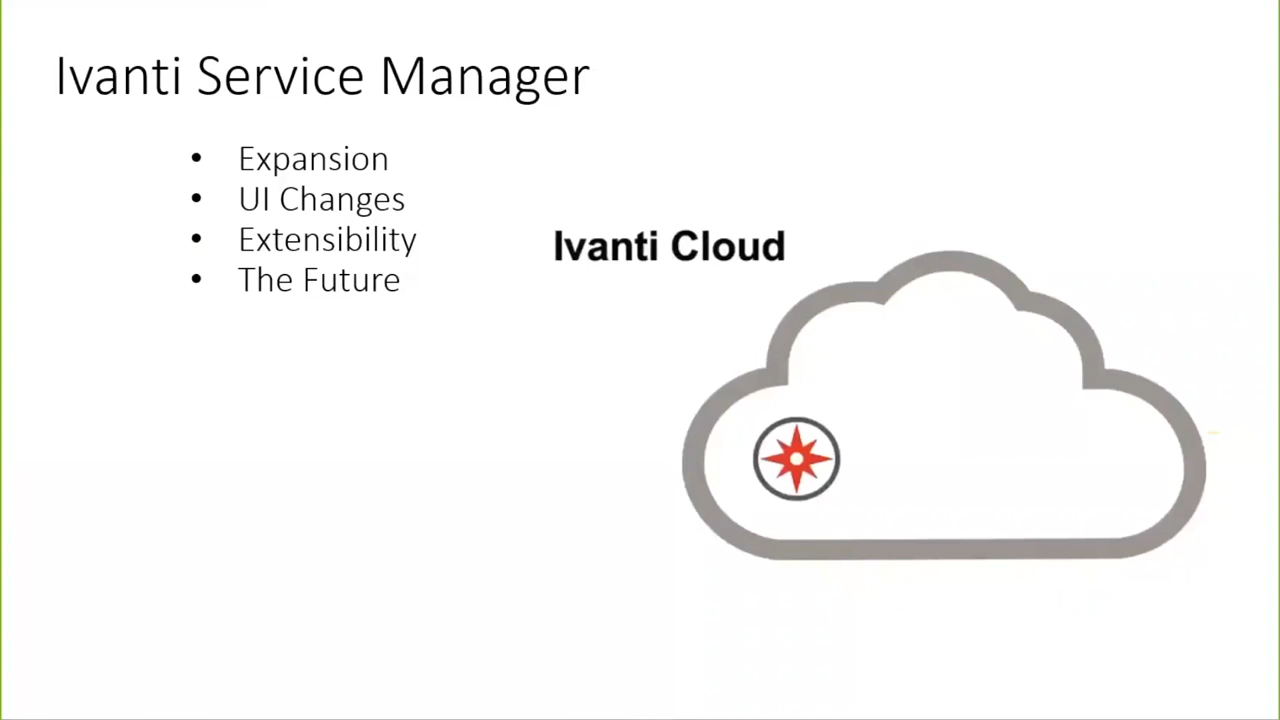 Ivanti Service Manager
• Expansion
• UI Changes
• Extensibility
• The Future
Ivanti Cloud